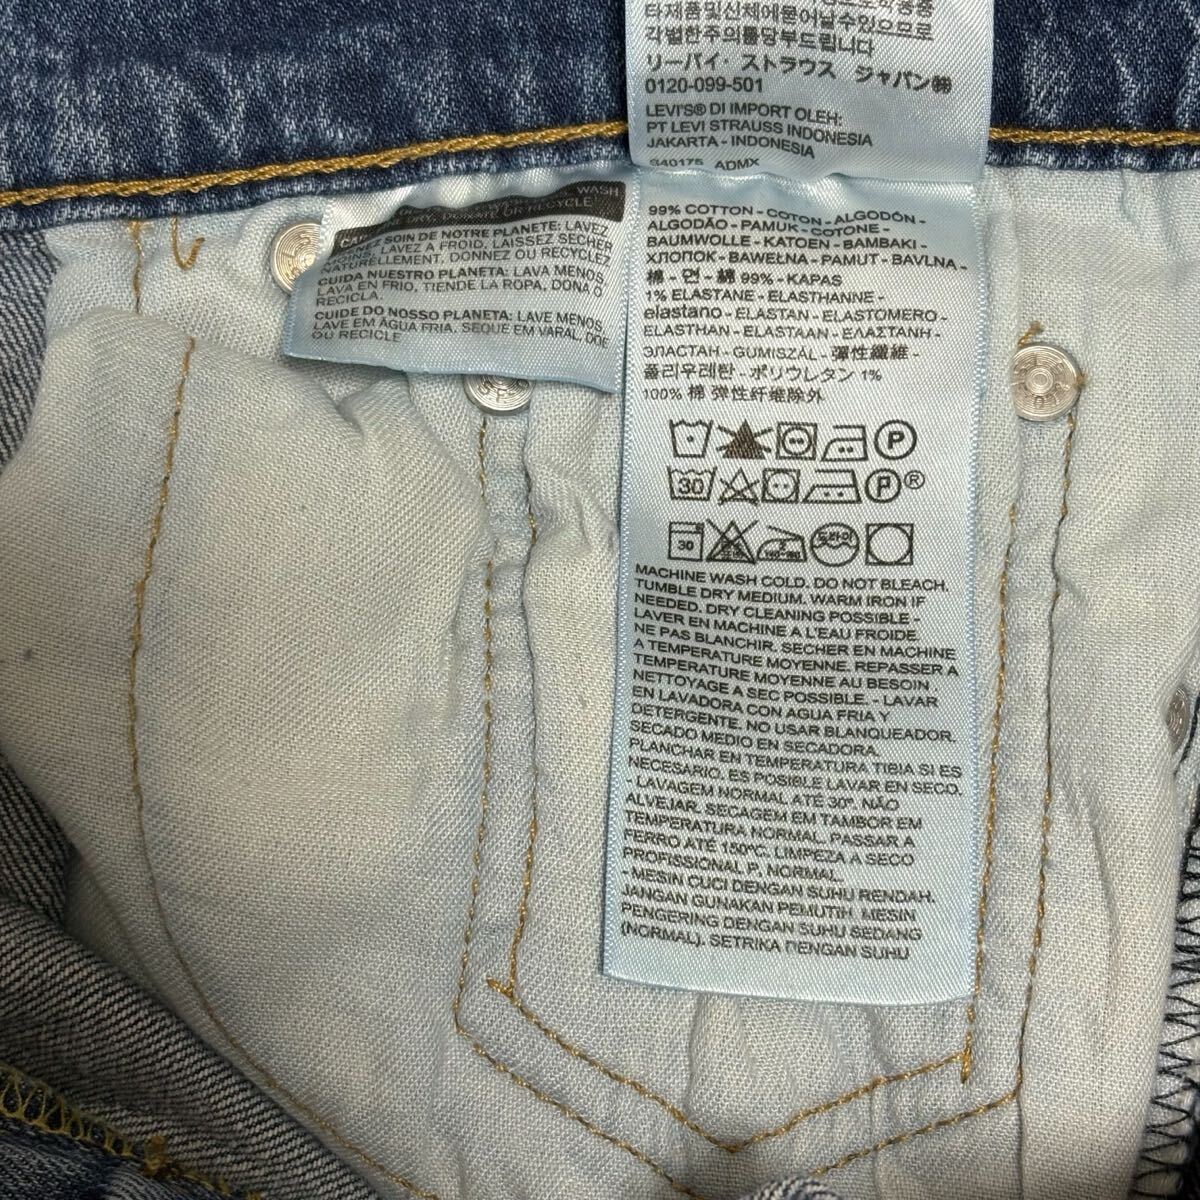 타제품및신체에묻어날수있으므로
각별한주의를당부드립니다
リーバイ・ストラウス ジャパン㈱
0120-099-501
LEVI'S® DI IMPORT OLEH:
PT LEVI STRAUSS INDONESIA
JAKARTA - INDONESIA
ADMX
WASH
DRY, DONATE OR RECYCLE
SOIN DE NOTRE PLANETE: LAVEZ
MOINS, LAVEZ A FROID, LAISSEZ SECHER
NATURELLEMENT, DONNEZ OU RECYCLEZ
CUIDA NUESTRO PLANETA: LAVA MENOS,
LAVA EN FRIO, TIENDE LA ROPA, DONA O
RECICLA.
CUIDE DO NOSSO PLANETA: LAVE MENOS,
LAVE EM ÁGUA FRIA, SEQUE EM VARAL, DOE
OU RECICLE
99% COTTON - COTON - ALGODÓN -
ALGODÃO - PAMUK - COTONE -
BAUMWOLLE - KATOEN - BAMBAKI -
ХЛОПОК - BAWEŁNA - PAMUT - BAVLNA -
棉 - 면 - 綿 99% - KAPAS
1% ELASTANE - ELASTHANNE -
elastano - ELASTAN - ELASTOMERO -
ELASTHAN - ELASTAAN - ΕΛΑΣΤΑΝΗ -
ЭЛАСТАН - GUMISZÁL - 彈性纖維 -
폴리우레탄 - ポリウレタン 1%
100% 棉 弹性纤维除外
P
30 P ®
30 드라이
MACHINE WASH COLD. DO NOT BLEACH.
TUMBLE DRY MEDIUM. WARM IRON IF
NEEDED. DRY CLEANING POSSIBLE -
LAVER EN MACHINE A L'EAU FROIDE.
NE PAS BLANCHIR. SECHER EN MACHINE
A TEMPERATURE MOYENNE. REPASSER A
TEMPERATURE MOYENNE AU BESOIN.
NETTOYAGE A SEC POSSIBLE. - LAVAR
EN LAVADORA CON AGUA FRIA Y
DETERGENTE. NO USAR BLANQUEADOR.
SECADO MEDIO EN SECADORA.
PLANCHAR EN TEMPERATURA TIBIA SI ES
NECESARIO. ES POSIBLE LAVAR EN SECO.
- LAVAGEM NORMAL ATÉ 30º. NÃO
ALVEJAR. SECAGEM EM TAMBOR EM
TEMPERATURA NORMAL. PASSAR A
FERRO ATÉ 150ºC. LIMPEZA A SECO
PROFISSIONAL P, NORMAL.
- MESIN CUCI DENGAN SUHU RENDAH.
JANGAN GUNAKAN PEMUTIH. MESIN
PENGERING DENGAN SUHU SEDANG
(NORMAL). SETRIKA DENGAN SUHU